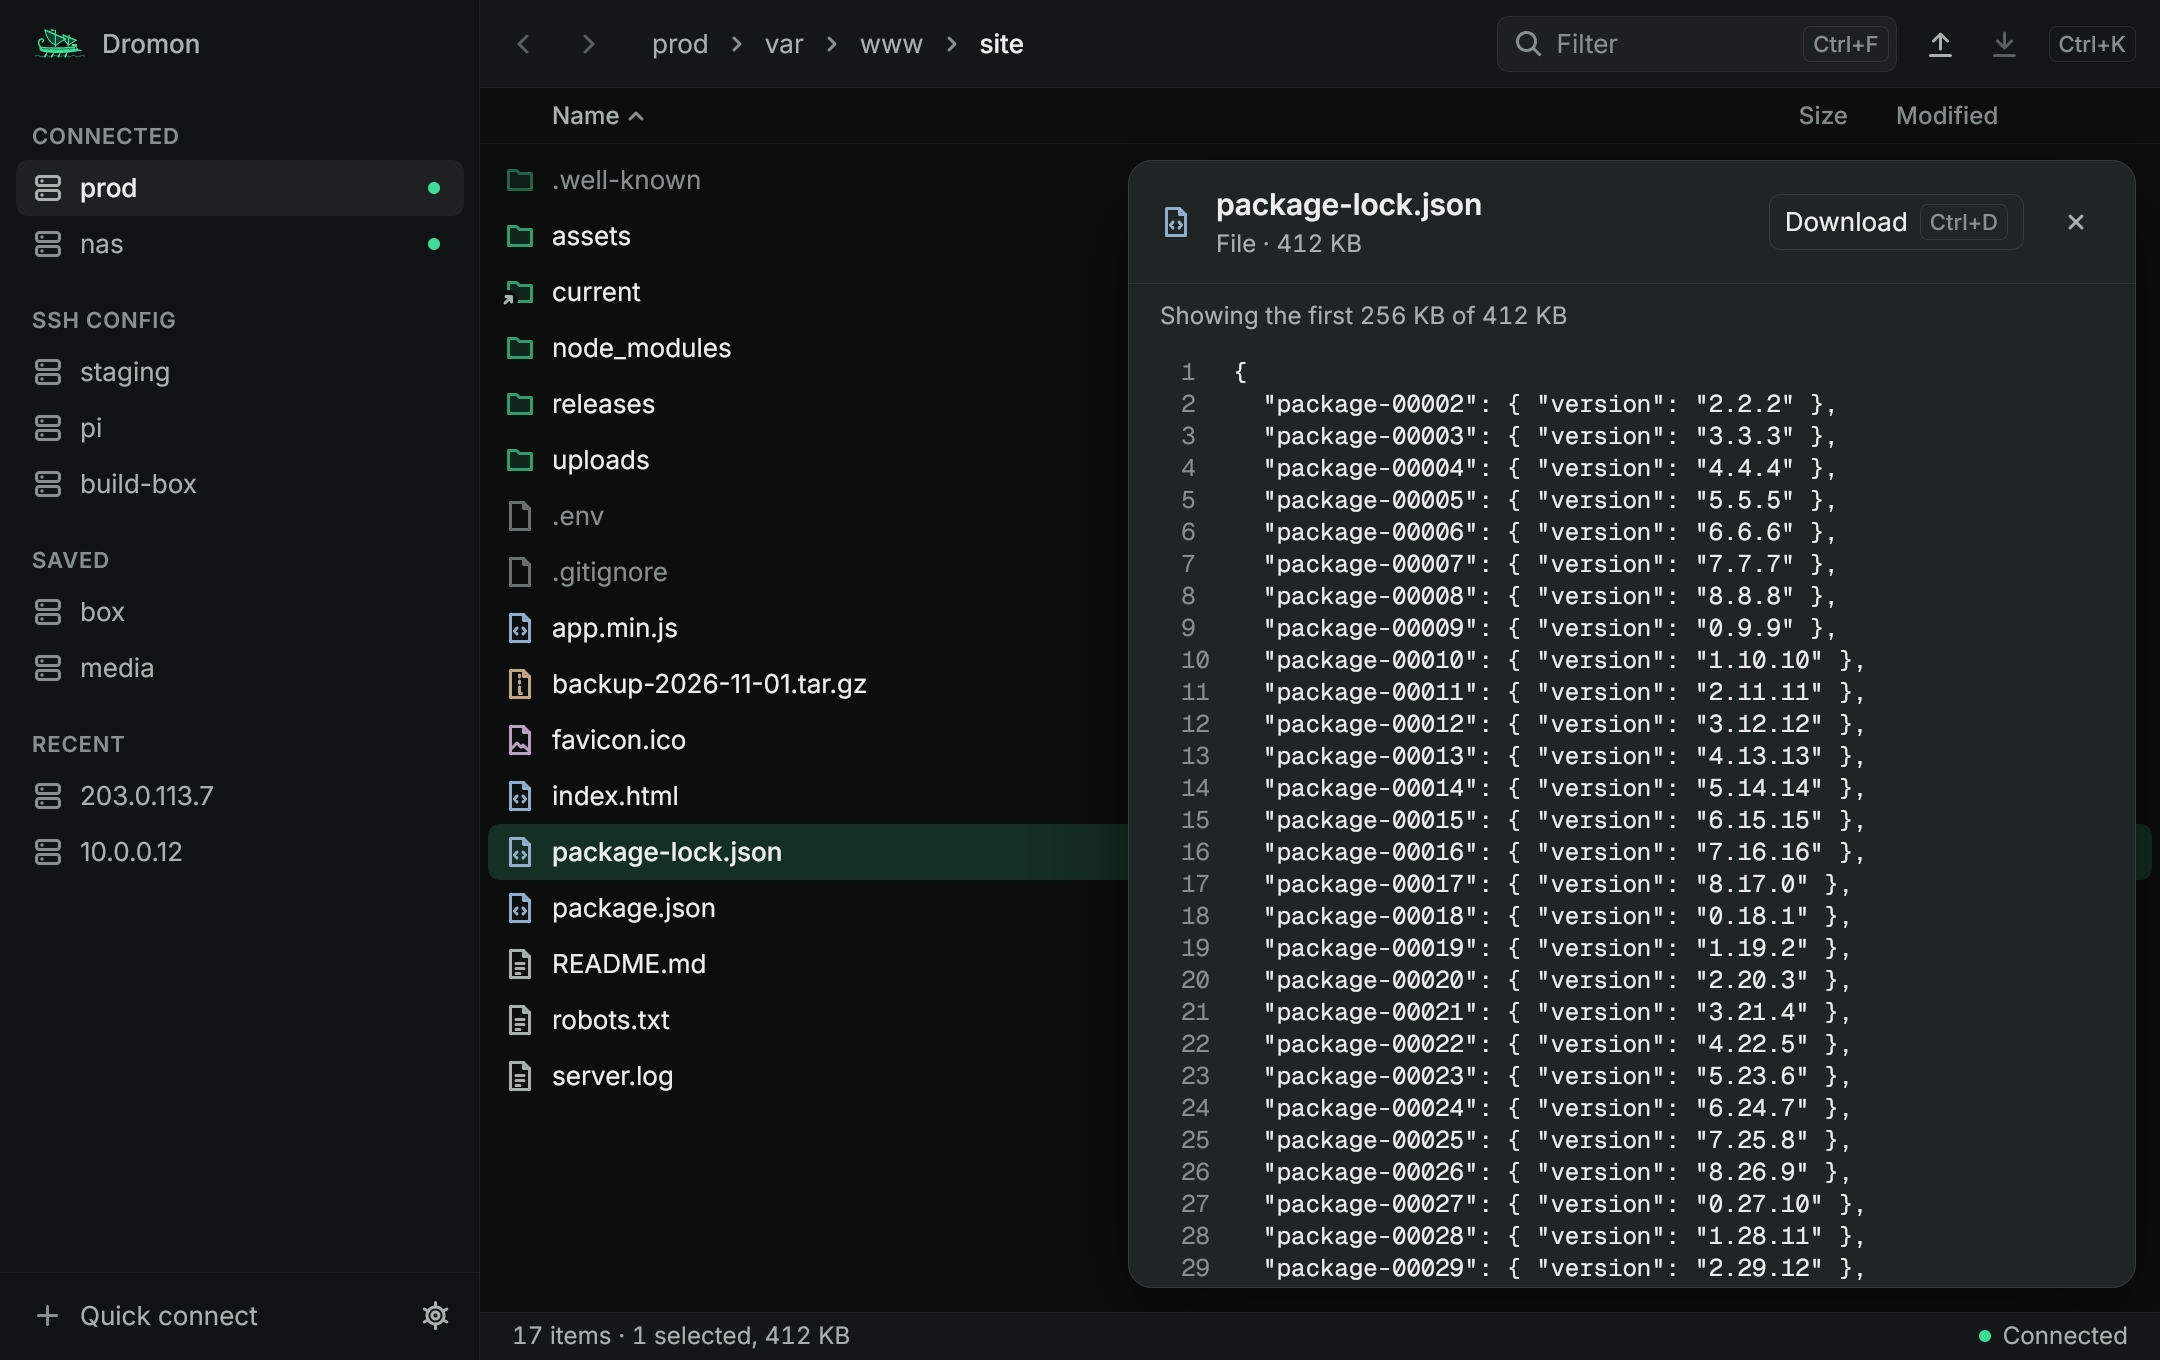 Dromon
CONNECTED
prod
nas
SSH CONFIG
staging
pi
build-box
SAVED
box
media
RECENT
203.0.113.7
10.0.0.12
Quick connect
prod > var > www > site
Filter Ctrl+F
Ctrl+K
Name Size Modified
.well-known
assets
current
node_modules
releases
uploads
.env
.gitignore
app.min.js
backup-2026-11-01.tar.gz
favicon.ico
index.html
package-lock.json
package.json
README.md
robots.txt
server.log
package-lock.json
File · 412 KB
Download Ctrl+D
Showing the first 256 KB of 412 KB
1 {
2 "package-00002": { "version": "2.2.2" },
3 "package-00003": { "version": "3.3.3" },
4 "package-00004": { "version": "4.4.4" },
5 "package-00005": { "version": "5.5.5" },
6 "package-00006": { "version": "6.6.6" },
7 "package-00007": { "version": "7.7.7" },
8 "package-00008": { "version": "8.8.8" },
9 "package-00009": { "version": "0.9.9" },
10 "package-00010": { "version": "1.10.10" },
11 "package-00011": { "version": "2.11.11" },
12 "package-00012": { "version": "3.12.12" },
13 "package-00013": { "version": "4.13.13" },
14 "package-00014": { "version": "5.14.14" },
15 "package-00015": { "version": "6.15.15" },
16 "package-00016": { "version": "7.16.16" },
17 "package-00017": { "version": "8.17.0" },
18 "package-00018": { "version": "0.18.1" },
19 "package-00019": { "version": "1.19.2" },
20 "package-00020": { "version": "2.20.3" },
21 "package-00021": { "version": "3.21.4" },
22 "package-00022": { "version": "4.22.5" },
23 "package-00023": { "version": "5.23.6" },
24 "package-00024": { "version": "6.24.7" },
25 "package-00025": { "version": "7.25.8" },
26 "package-00026": { "version": "8.26.9" },
27 "package-00027": { "version": "0.27.10" },
28 "package-00028": { "version": "1.28.11" },
29 "package-00029": { "version": "2.29.12" },
17 items · 1 selected, 412 KB
Connected